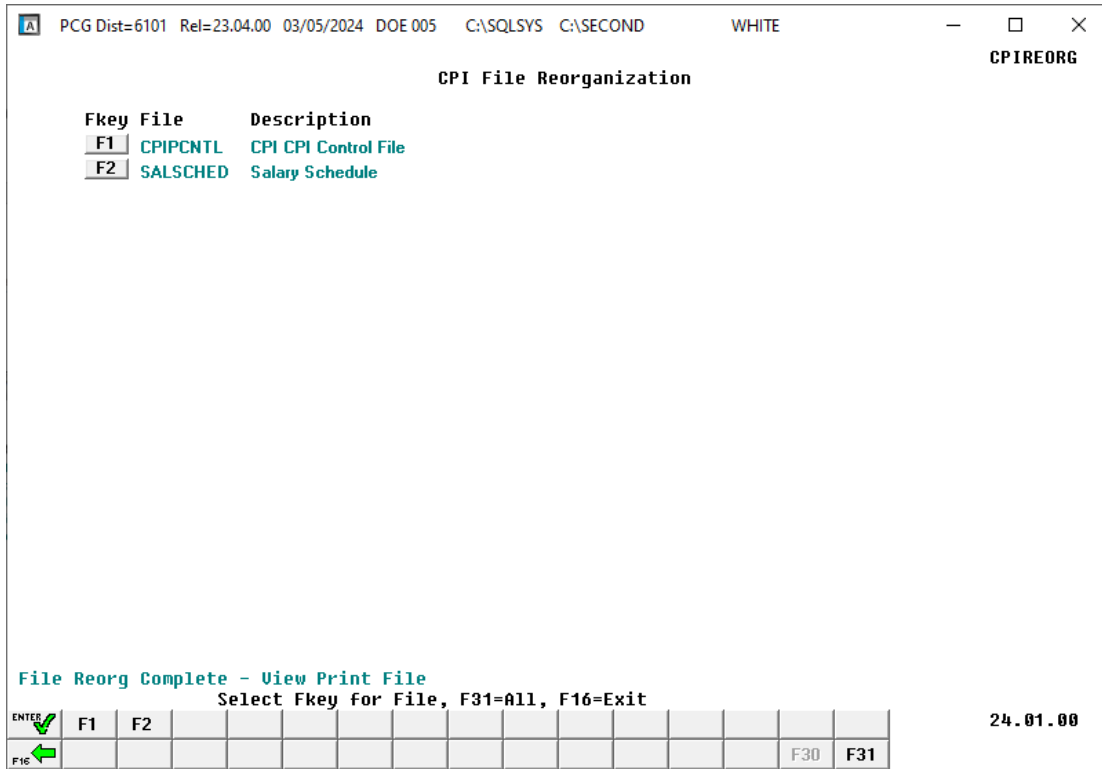 A PCG Dist=6101 Rel=23.04.00 03/05/2024 DOE 005 C:\SQLSYS C:\SECOND WHITE
CPIREORG
CPI File Reorganization
Fkey File Description
F1 CPIPCNTL CPI CPI Control File
F2 SALSCHED Salary Schedule
File Reorg Complete - View Print File
Select Fkey for File, F31=All, F16=Exit
ENTER F1 F2 24.01.00
F16 F30 F31